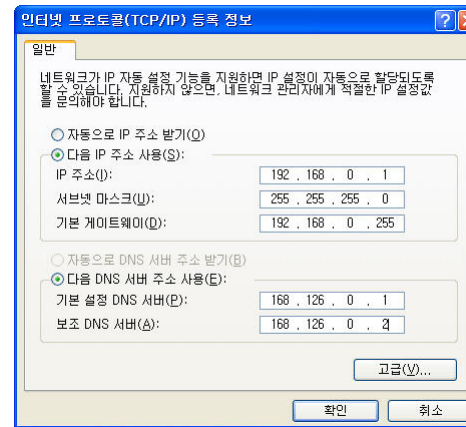 인터넷 프로토콜(TCP/IP) 등록 정보
일반
네트워크가 IP 자동 설정 기능을 지원하면 IP 설정이 자동으로 할당되도록
할 수 있습니다. 지원하지 않으면, 네트워크 관리자에게 적절한 IP 설정값
을 문의해야 합니다.
자동으로 IP 주소 받기(O)
다음 IP 주소 사용(S):
IP 주소(I): 192 . 168 . 0 . 1
서브넷 마스크(U): 255 . 255 . 255 . 0
기본 게이트웨이(D): 192 . 168 . 0 . 255
자동으로 DNS 서버 주소 받기(B)
다음 DNS 서버 주소 사용(E):
기본 설정 DNS 서버(P): 168 . 126 . 0 . 1
보조 DNS 서버(A): 168 . 126 . 0 . 2
고급(V)...
확인 취소